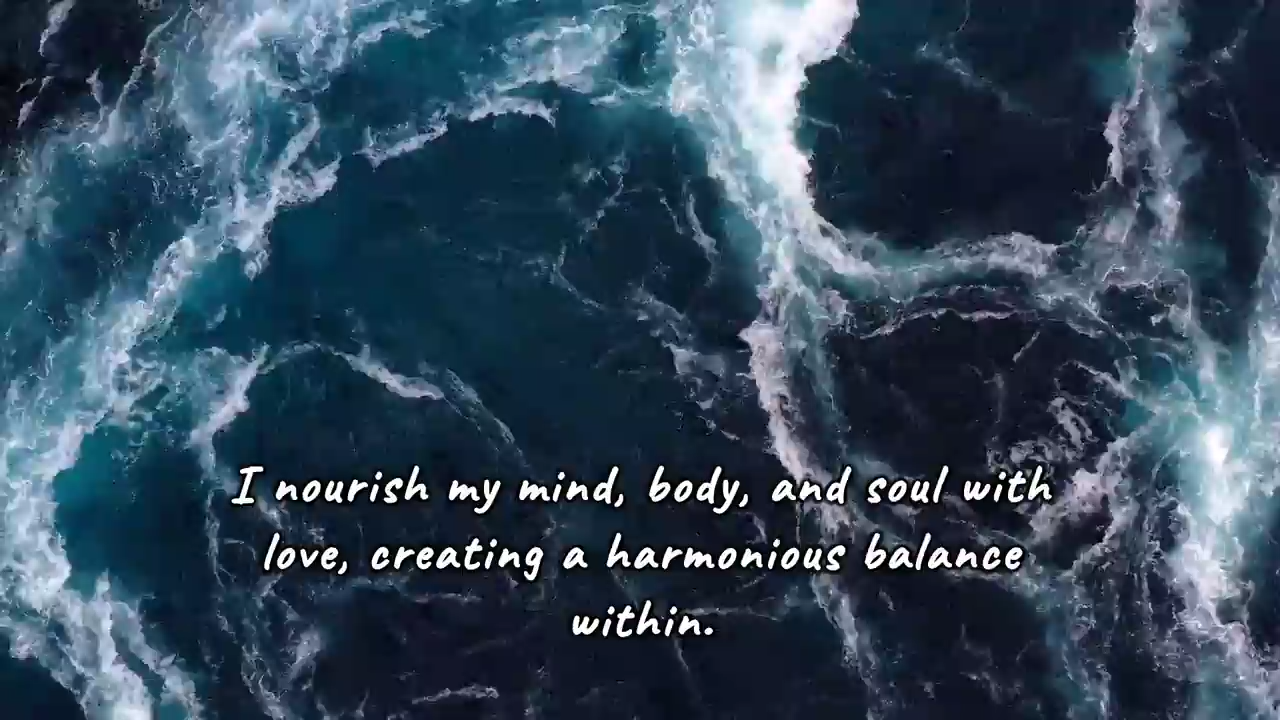 I nourish my mind, body, and soul with
love, creating a harmonious balance
within.